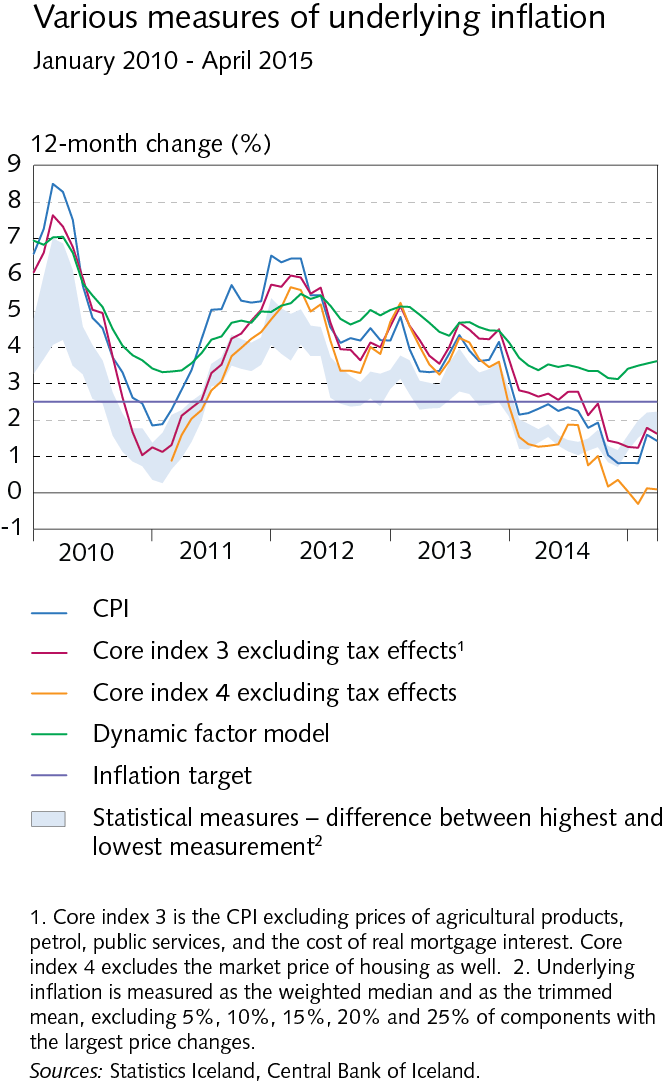 Various measures of underlying inflation
January 2010 - April 2015
12-month change (%)
9
8
7
6
5
4
3
2
1
0
-1
2010 2011 2012 2013 2014
CPI
Core index 3 excluding tax effects¹
Core index 4 excluding tax effects
Dynamic factor model
Inflation target
Statistical measures – difference between highest and
lowest measurement²
1. Core index 3 is the CPI excluding prices of agricultural products,
petrol, public services, and the cost of real mortgage interest. Core
index 4 excludes the market price of housing as well.  2. Underlying
inflation is measured as the weighted median and as the trimmed
mean, excluding 5%, 10%, 15%, 20% and 25% of components with
the largest price changes.
Sources: Statistics Iceland, Central Bank of Iceland.